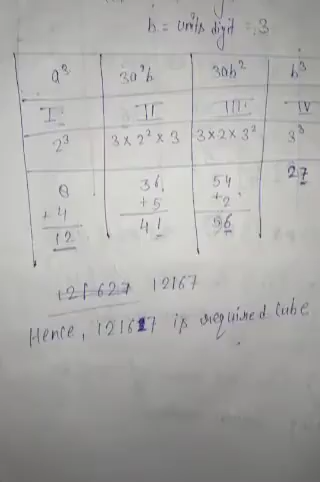 b = units digit = 3
a³ 3a²b 3ab² b³
I II III IV
2³ 3×2²×3 3×2×3² 3³
8 36 54 27
+4 +5 +2
12 41 56
121627 12167
Hence, 12167 is required cube